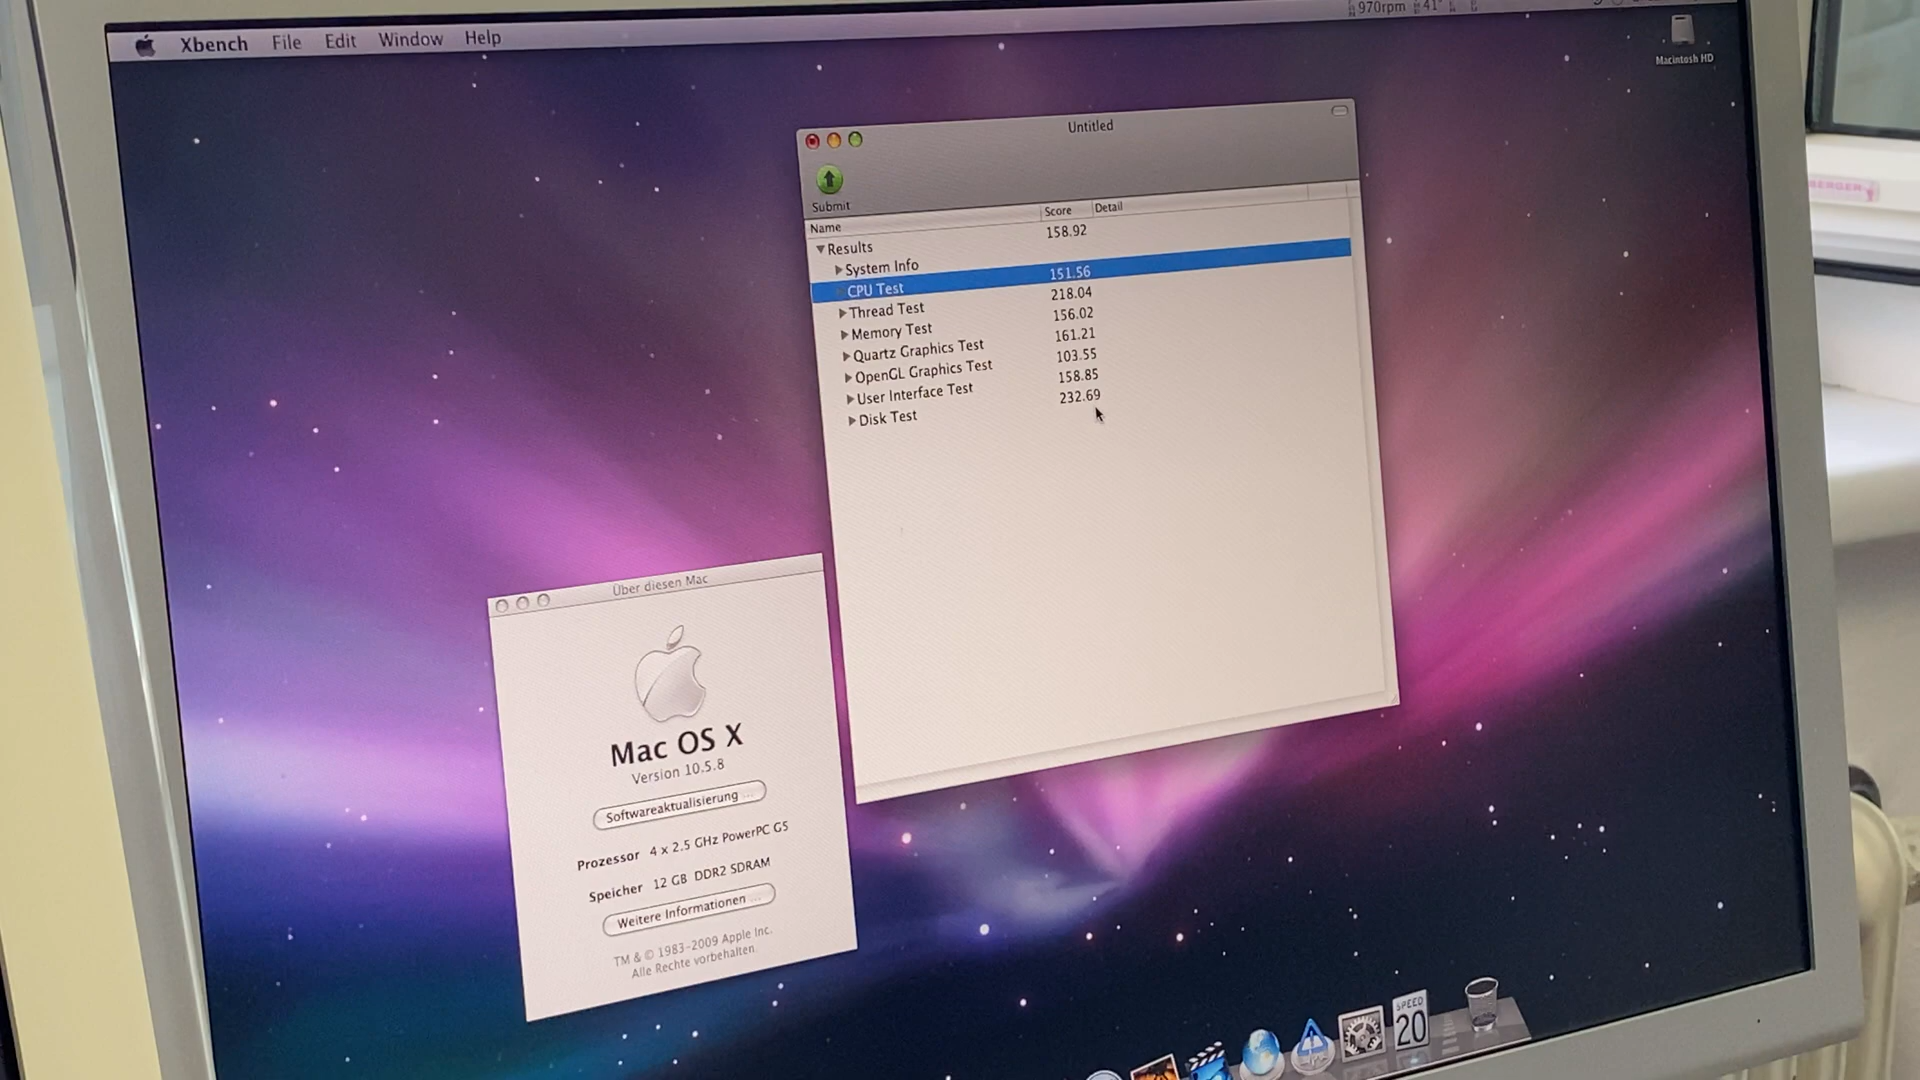 Xbench File Edit Window Help
970rpm 41°
Macintosh HD
Untitled
Submit
Name Score Detail
Results 158.92
System Info
CPU Test 151.56
Thread Test 218.04
Memory Test 156.02
Quartz Graphics Test 161.21
OpenGL Graphics Test 103.55
User Interface Test 158.85
Disk Test 232.69
Über diesen Mac
Mac OS X
Version 10.5.8
Softwareaktualisierung ...
Prozessor 4 x 2.5 GHz PowerPC G5
Speicher 12 GB DDR2 SDRAM
Weitere Informationen ...
TM & © 1983-2009 Apple Inc.
Alle Rechte vorbehalten.
SPEED
20
BERGER